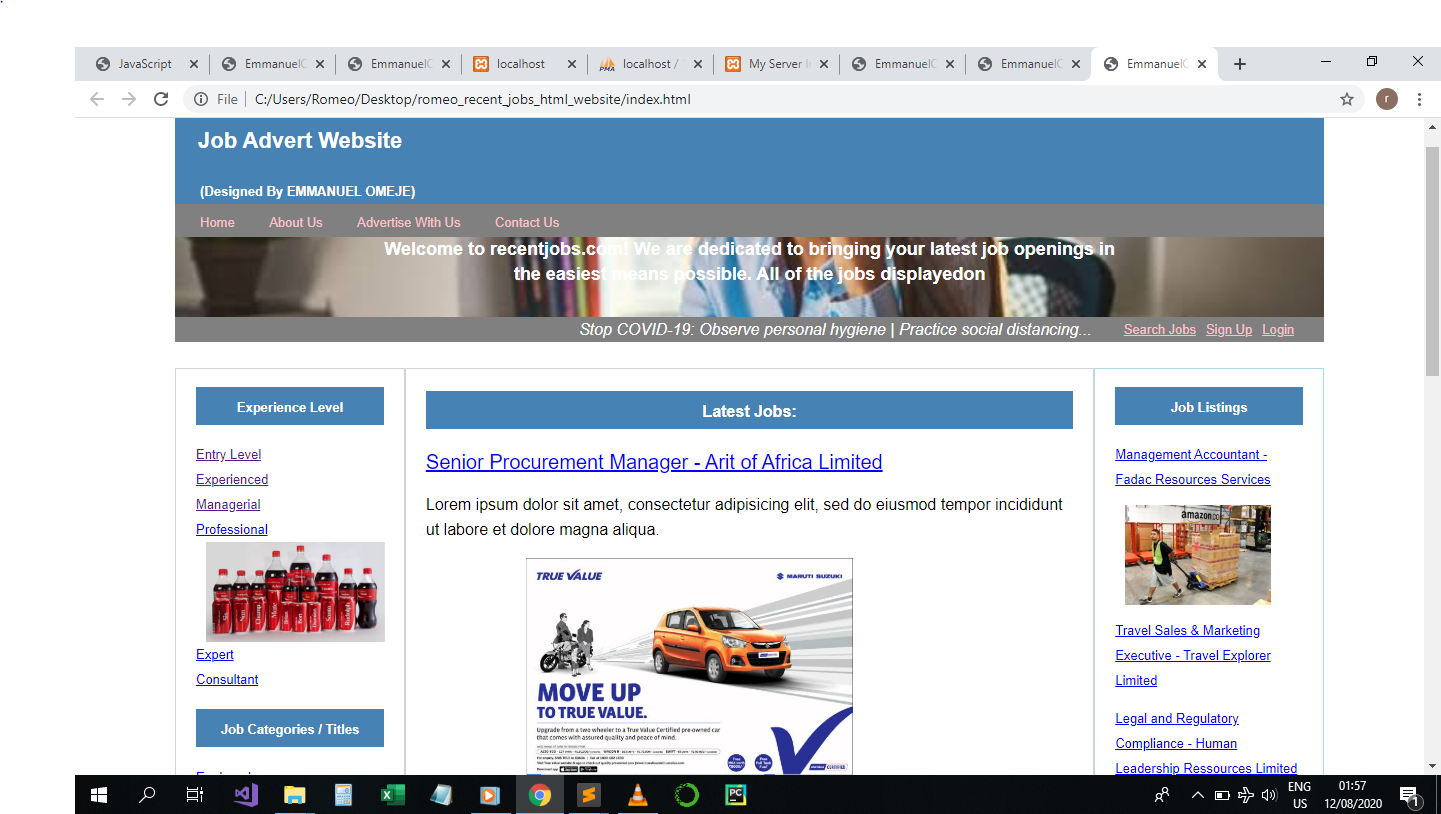 JavaScript
EmmanuelC
EmmanuelC
localhost
localhost /
My Server I
EmmanuelC
EmmanuelC
EmmanuelC
File
C:/Users/Romeo/Desktop/romeo_recent_jobs_html_website/index.html
r
Job Advert Website
(Designed By EMMANUEL OMEJE)
Home About Us Advertise With Us Contact Us
Welcome to recentjobs.com! We are dedicated to bringing your latest job openings in
the easiest means possible. All of the jobs displayedon
Stop COVID-19: Observe personal hygiene | Practice social distancing...
Search Jobs Sign Up Login
Experience Level
Entry Level
Experienced
Managerial
Professional
Expert
Consultant
Job Categories / Titles
Latest Jobs:
Senior Procurement Manager - Arit of Africa Limited
Lorem ipsum dolor sit amet, consectetur adipisicing elit, sed do eiusmod tempor incididunt
ut labore et dolore magna aliqua.
TRUE VALUE
MARUTI SUZUKI
MOVE UP
TO TRUE VALUE.
Upgrade from a two wheeler to a True Value Certified pre-owned car
that comes with assured quality and peace of mind.
Job Listings
Management Accountant -
Fadac Resources Services
amazon.co
Travel Sales & Marketing
Executive - Travel Explorer
Limited
Legal and Regulatory
Compliance - Human
Leadership Ressources Limited
PC
ENG
US
01:57
12/08/2020
1